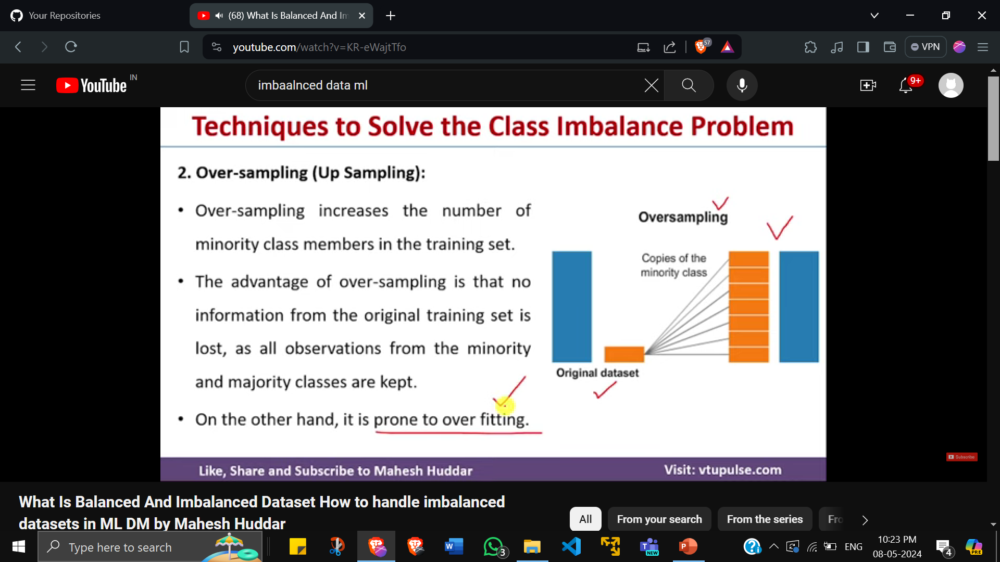 Your Repositories
(68) What Is Balanced And Im
youtube.com/watch?v=KR-eWajtTfo
57
VPN
YouTube IN
imbaalnced data ml
9+
Techniques to Solve the Class Imbalance Problem
2. Over-sampling (Up Sampling):
• Over-sampling increases the number of
minority class members in the training set.
• The advantage of over-sampling is that no
information from the original training set is
lost, as all observations from the minority
and majority classes are kept.
• On the other hand, it is prone to over fitting.
Oversampling
Copies of the
minority class
Original dataset
Subscribe
Like, Share and Subscribe to Mahesh Huddar
Visit: vtupulse.com
What Is Balanced And Imbalanced Dataset How to handle imbalanced
datasets in ML DM by Mahesh Huddar
All
From your search
From the series
Fro
Type here to search
W
3
T
NEW
P
ENG
10:23 PM
08-05-2024
4
PRE